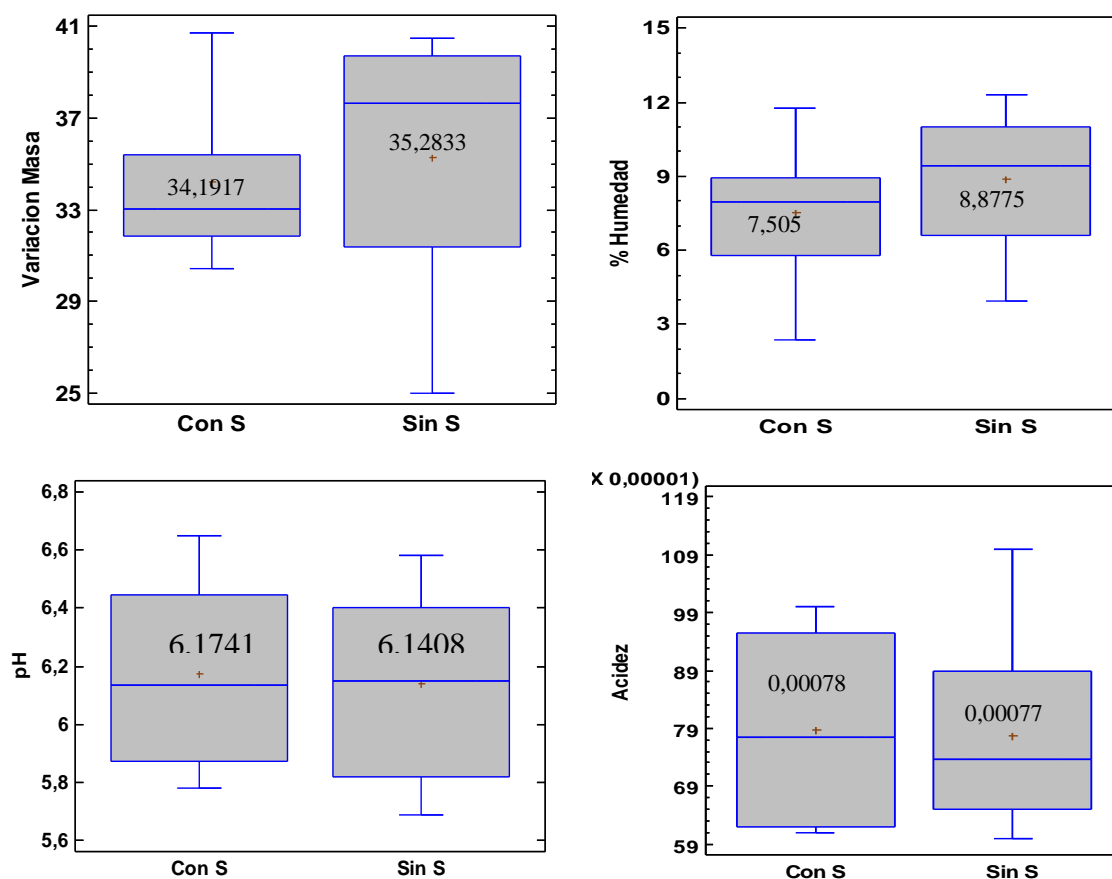 Variacion Masa
41
37
33
29
25
34,1917
35,2833
Con S
Sin S
% Humedad
15
12
9
6
3
0
7,505
8,8775
Con S
Sin S
pH
6,8
6,6
6,4
6,2
6
5,8
5,6
6.1741
6.1408
Con S
Sin S
X 0,00001)
Acidez
119
109
99
89
79
69
59
0,00078
0,00077
Con S
Sin S